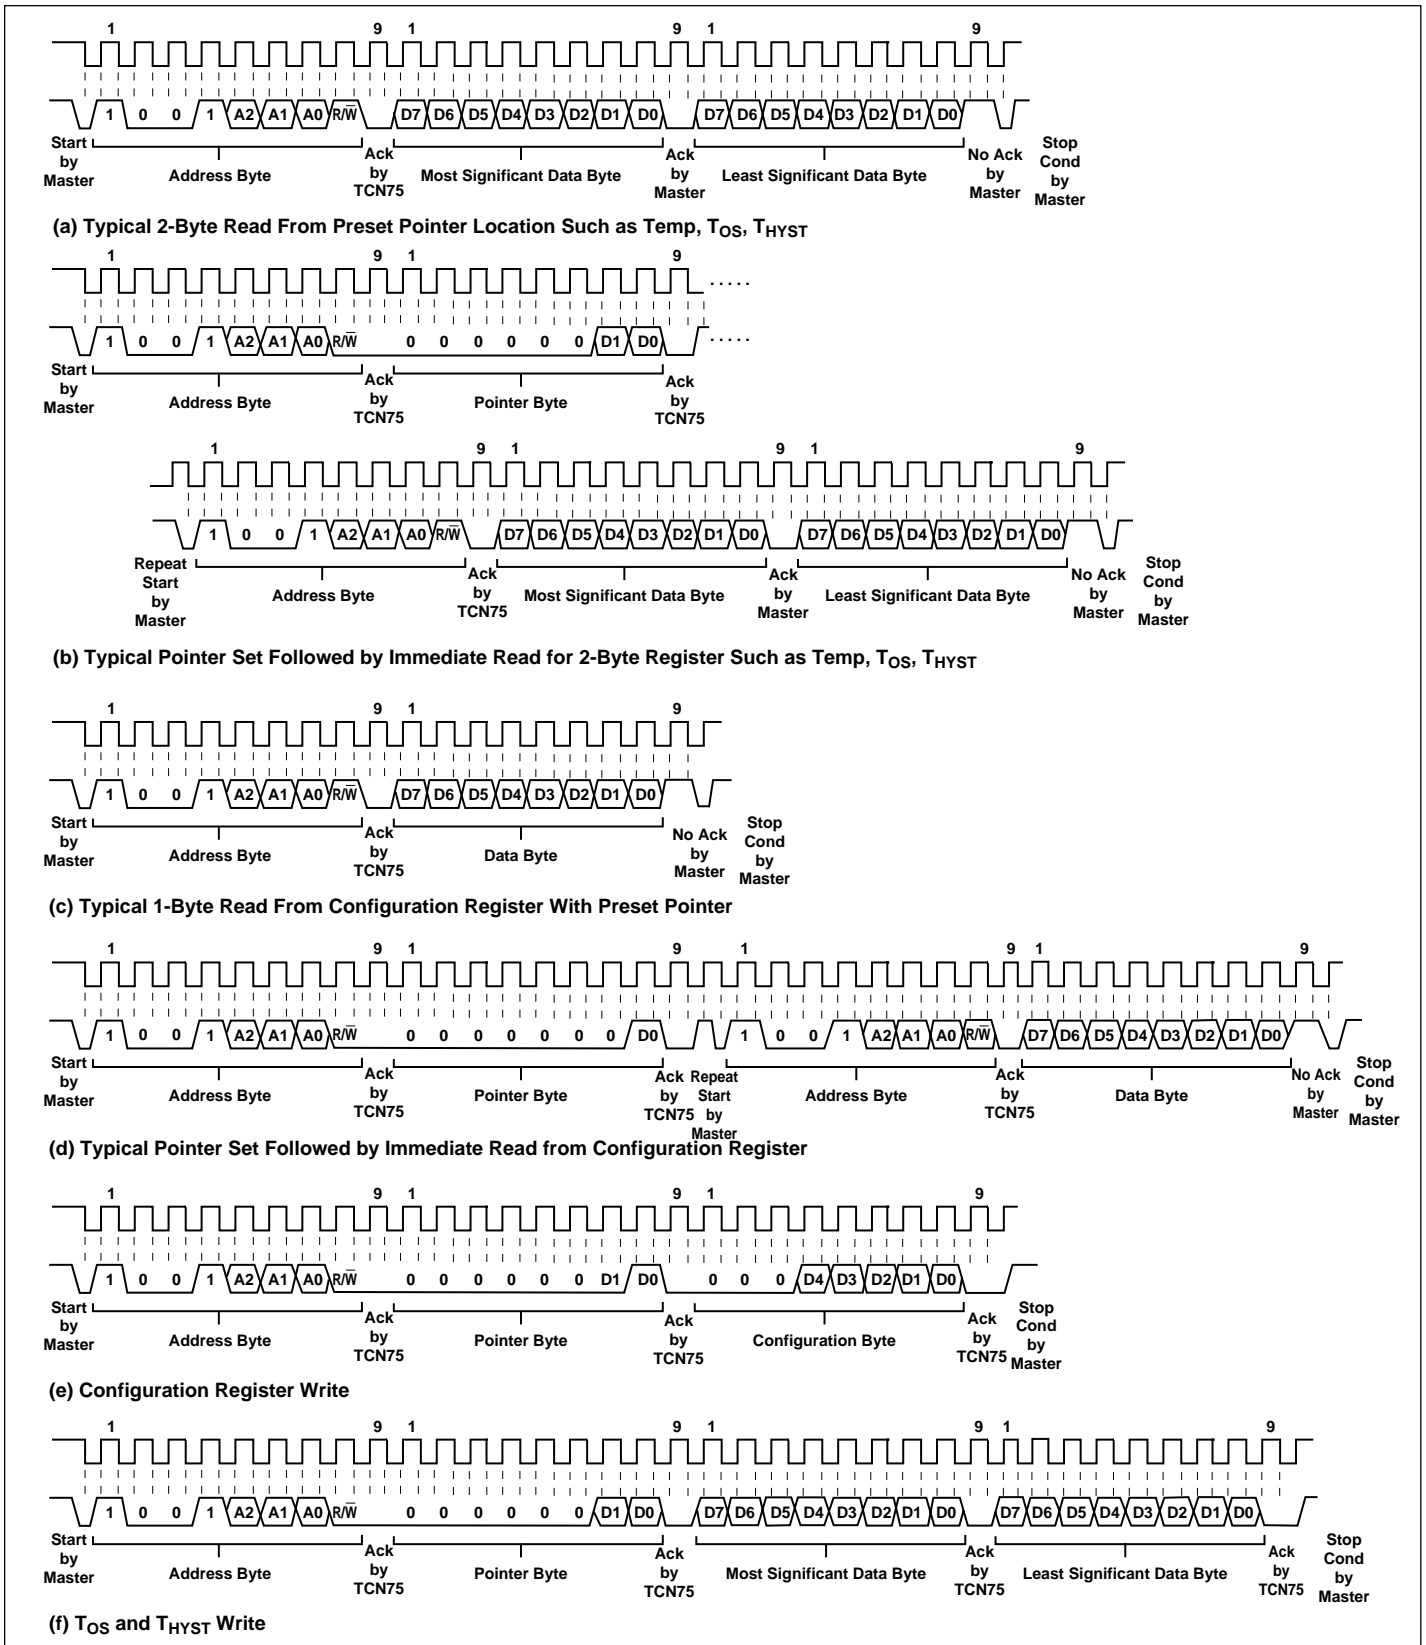 1 9 1 9 1 9
1 0 0 1 A2 A1 A0 R/W̅ D7 D6 D5 D4 D3 D2 D1 D0 D7 D6 D5 D4 D3 D2 D1 D0
Start by Master
Address Byte
Ack by TCN75
Most Significant Data Byte
Ack by Master
Least Significant Data Byte
No Ack by Master
Stop Cond by Master
(a) Typical 2-Byte Read From Preset Pointer Location Such as Temp, TOS, THYST
1 9 1 9
. . . . .
1 0 0 1 A2 A1 A0 R/W̅ 0 0 0 0 0 0 D1 D0
. . . . .
Start by Master
Address Byte
Ack by TCN75
Pointer Byte
Ack by TCN75
1 9 1 9 1 9
1 0 0 1 A2 A1 A0 R/W̅ D7 D6 D5 D4 D3 D2 D1 D0 D7 D6 D5 D4 D3 D2 D1 D0
Repeat Start by Master
Address Byte
Ack by TCN75
Most Significant Data Byte
Ack by Master
Least Significant Data Byte
No Ack by Master
Stop Cond by Master
(b) Typical Pointer Set Followed by Immediate Read for 2-Byte Register Such as Temp, TOS, THYST
1 9 1 9
1 0 0 1 A2 A1 A0 R/W̅ D7 D6 D5 D4 D3 D2 D1 D0
Start by Master
Address Byte
Ack by TCN75
Data Byte
No Ack by Master
Stop Cond by Master
(c) Typical 1-Byte Read From Configuration Register With Preset Pointer
1 9 1 9 1 9 1 9
1 0 0 1 A2 A1 A0 R/W̅ 0 0 0 0 0 0 0 D0 1 0 0 1 A2 A1 A0 R/W̅ D7 D6 D5 D4 D3 D2 D1 D0
Start by Master
Address Byte
Ack by TCN75
Pointer Byte
Ack by TCN75
Repeat Start by Master
Address Byte
Ack by TCN75
Data Byte
No Ack by Master
Stop Cond by Master
(d) Typical Pointer Set Followed by Immediate Read from Configuration Register
1 9 1 9 1 9
1 0 0 1 A2 A1 A0 R/W̅ 0 0 0 0 0 0 D1 D0 0 0 0 D4 D3 D2 D1 D0
Start by Master
Address Byte
Ack by TCN75
Pointer Byte
Ack by TCN75
Configuration Byte
Ack by TCN75
Stop Cond by Master
(e) Configuration Register Write
1 9 1 9 1 9 1 9
1 0 0 1 A2 A1 A0 R/W̅ 0 0 0 0 0 0 D1 D0 D7 D6 D5 D4 D3 D2 D1 D0 D7 D6 D5 D4 D3 D2 D1 D0
Start by Master
Address Byte
Ack by TCN75
Pointer Byte
Ack by TCN75
Most Significant Data Byte
Ack by TCN75
Least Significant Data Byte
Ack by TCN75
Stop Cond by Master
(f) TOS and THYST Write